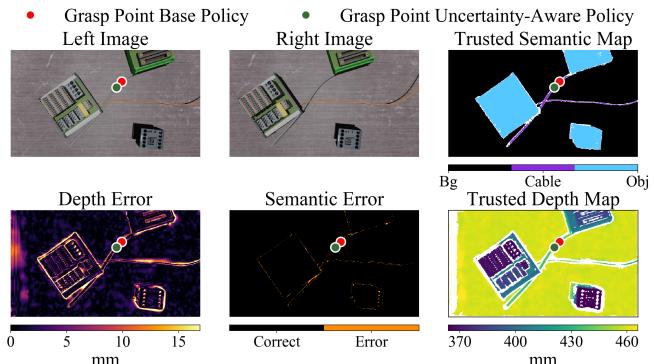 Grasp Point Base Policy
Grasp Point Uncertainty-Aware Policy
Left Image
Right Image
Trusted Semantic Map
Bg
Cable
Obj
Depth Error
Semantic Error
Trusted Depth Map
0 5 10 15
mm
Correct
Error
370 400 430 460
mm